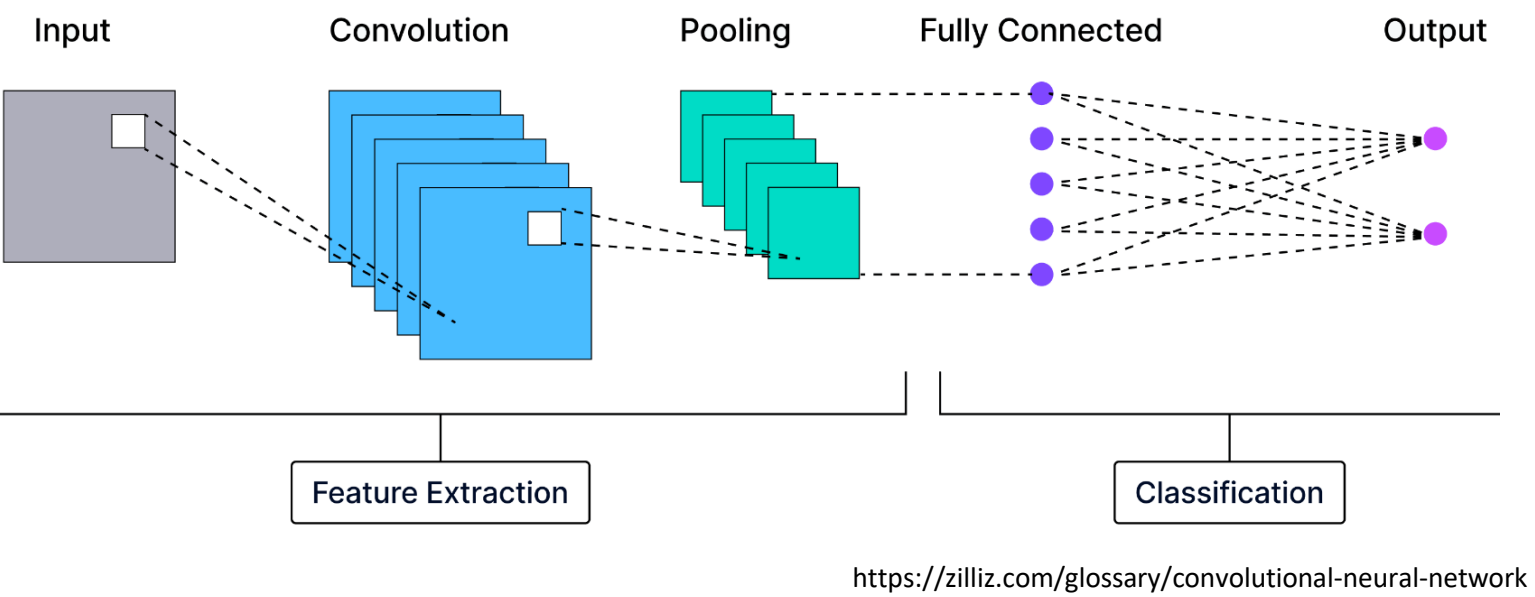 Input
Convolution
Pooling
Fully Connected
Output
Feature Extraction
Classification
https://zilliz.com/glossary/convolutional-neural-network